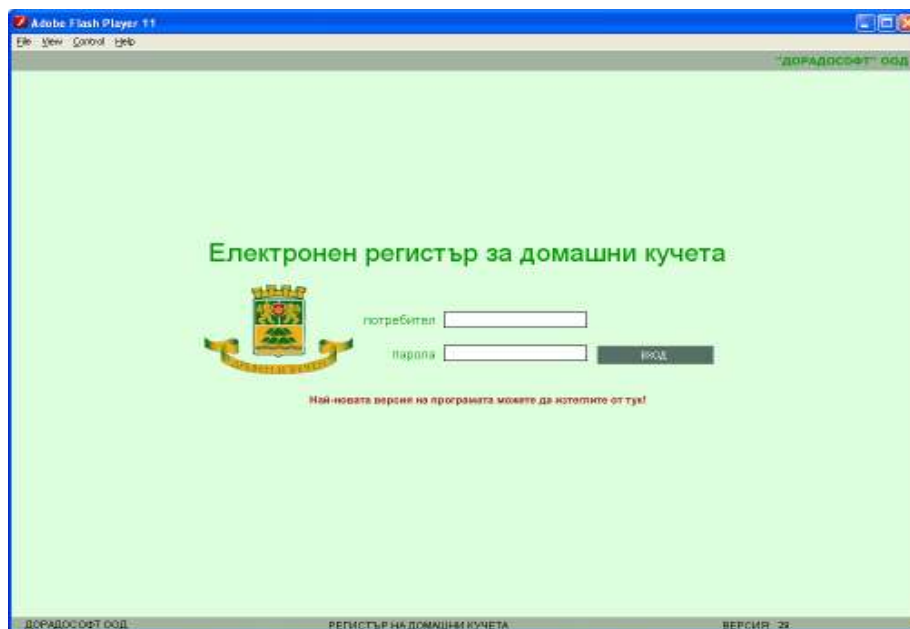 Adobe Flash Player 11
File View Control Help
"ДОРАДОСОФТ" ООД
Електронен регистър за домашни кучета
потребител
парола
ВХОД
Най-новата версия на програмата можете да изтеглите от тук!
ДОРАДОСОФТ ООД
РЕГИСТЪР НА ДОМАШНИ КУЧЕТА
ВЕРСИЯ: 29